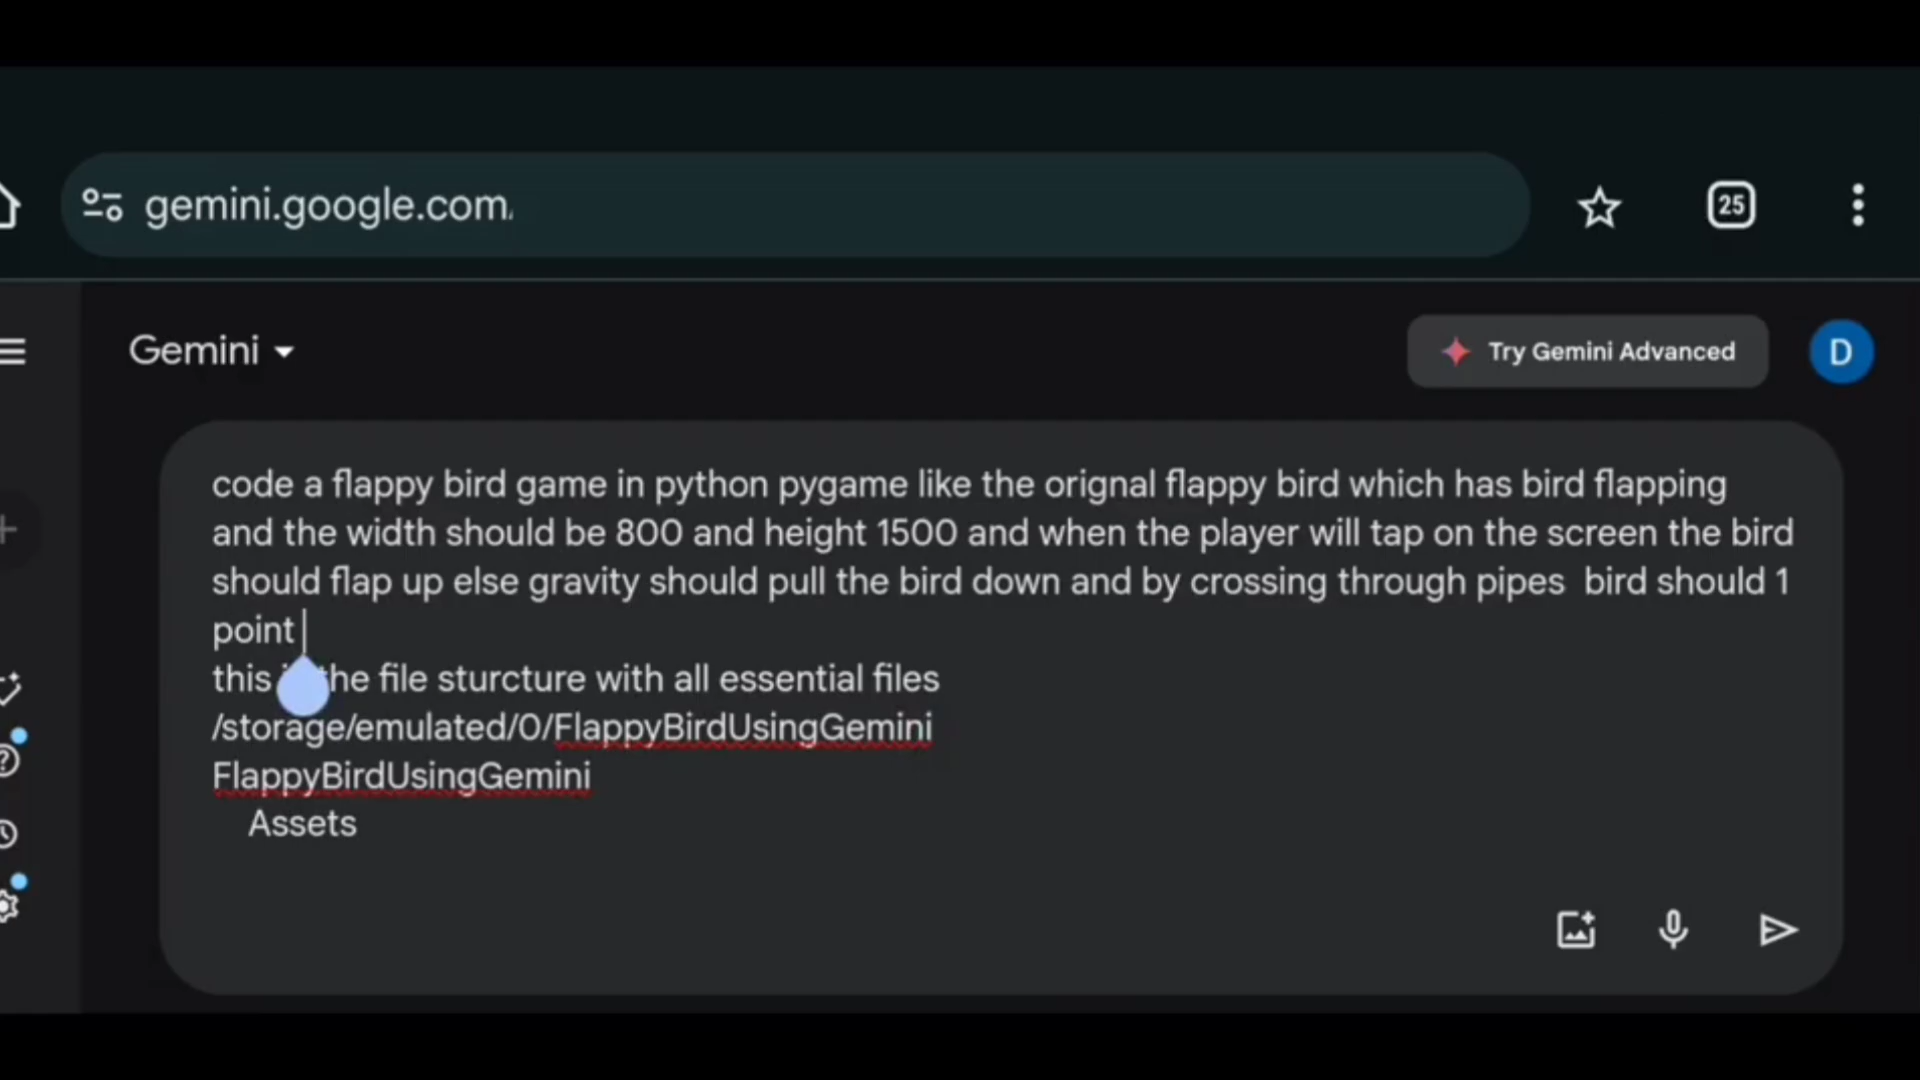 gemini.google.com/
25
Gemini
Try Gemini Advanced
D
code a flappy bird game in python pygame like the orignal flappy bird which has bird flapping
and the width should be 800 and height 1500 and when the player will tap on the screen the bird
should flap up else gravity should pull the bird down and by crossing through pipes  bird should 1
point
this is the file sturcture with all essential files
/storage/emulated/0/FlappyBirdUsingGemini
FlappyBirdUsingGemini
Assets